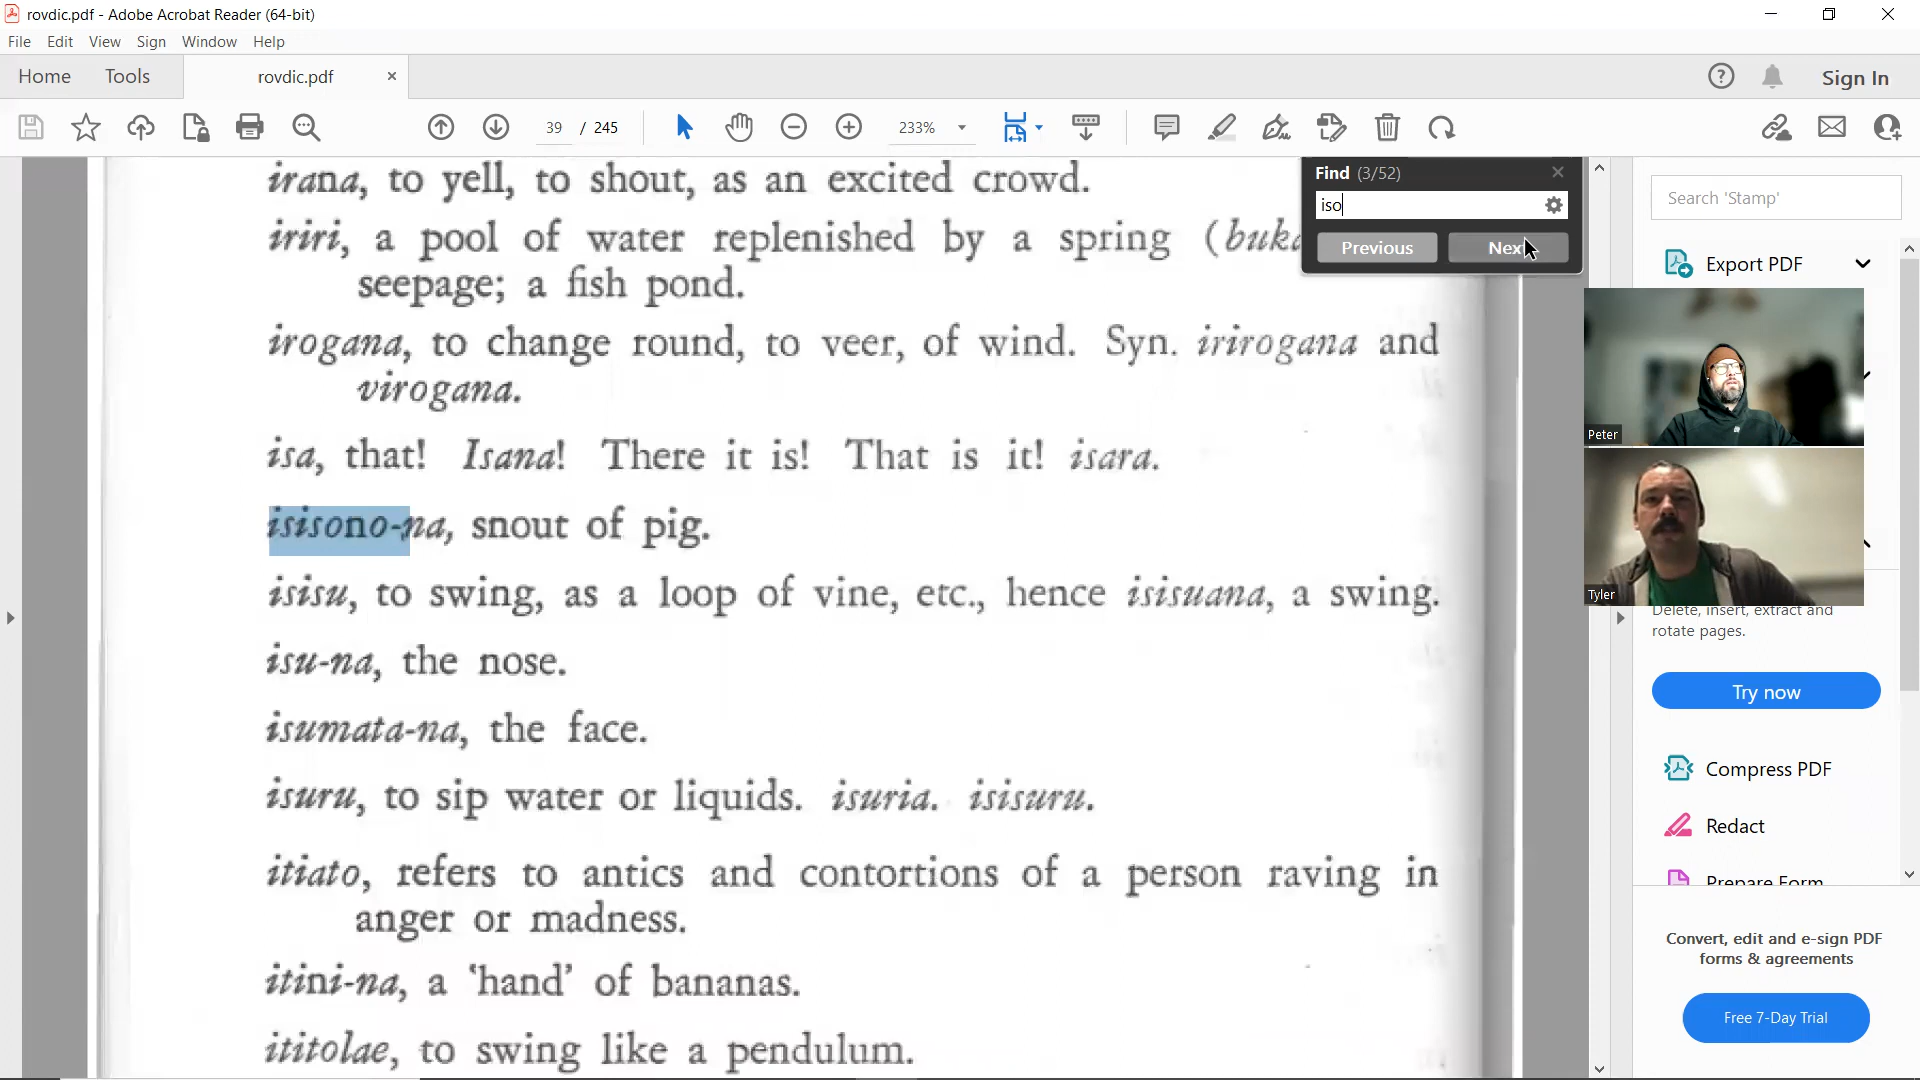 rovdic.pdf - Adobe Acrobat Reader (64-bit)
File Edit View Sign Window Help
Home Tools rovdic.pdf Sign In
39 / 245 233%
irana, to yell, to shout, as an excited crowd.
iriri, a pool of water replenished by a spring
seepage; a fish pond.
irogana, to change round, to veer, of wind. Syn. irirogana and
virogana.
isa, that! Isana! There it is! That is it! isara.
isisono-na, snout of pig.
isisu, to swing, as a loop of vine, etc., hence isisuana, a swing.
isu-na, the nose.
isumata-na, the face.
isuru, to sip water or liquids. isuria. isisuru.
itiato, refers to antics and contortions of a person raving in
anger or madness.
itini-na, a ‘hand’ of bananas.
ititolae, to swing like a pendulum.
Find (3/52)
iso
Previous Next
Search 'Stamp'
Export PDF
Peter
Tyler
Delete, insert, extract and
rotate pages.
Try now
Compress PDF
Redact
Prepare Form
Convert, edit and e-sign PDF
forms & agreements
Free 7-Day Trial